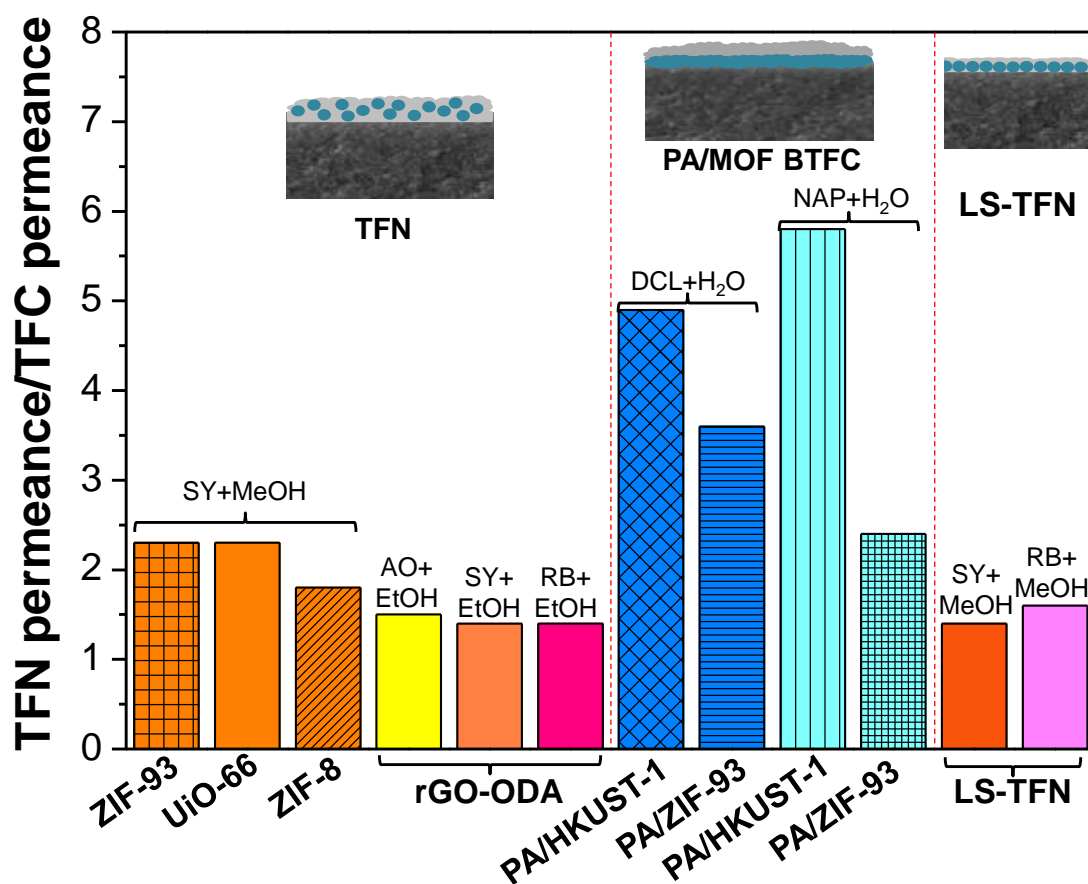 TFN permeance/TFC permeance
8
7
6
5
4
3
2
1
0
TFN
PA/MOF BTFC
LS-TFN
SY+MeOH
AO+
EtOH
SY+
EtOH
RB+
EtOH
DCL+H₂O
NAP+H₂O
SY+
MeOH
RB+
MeOH
ZIF-93
UiO-66
ZIF-8
rGO-ODA
PA/HKUST-1
PA/ZIF-93
PA/HKUST-1
PA/ZIF-93
LS-TFN